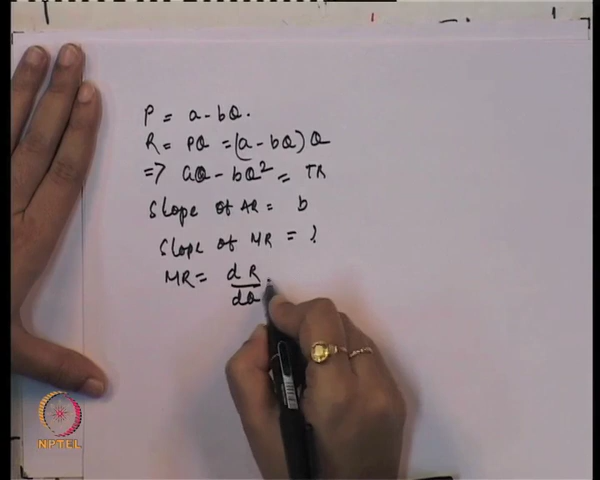 P = a - bQ.
R = PQ = (a - bQ) Q
=> aQ - bQ² = TR
Slope of AR = b
Slope of MR = ?
MR = dR/dQ
NPTEL